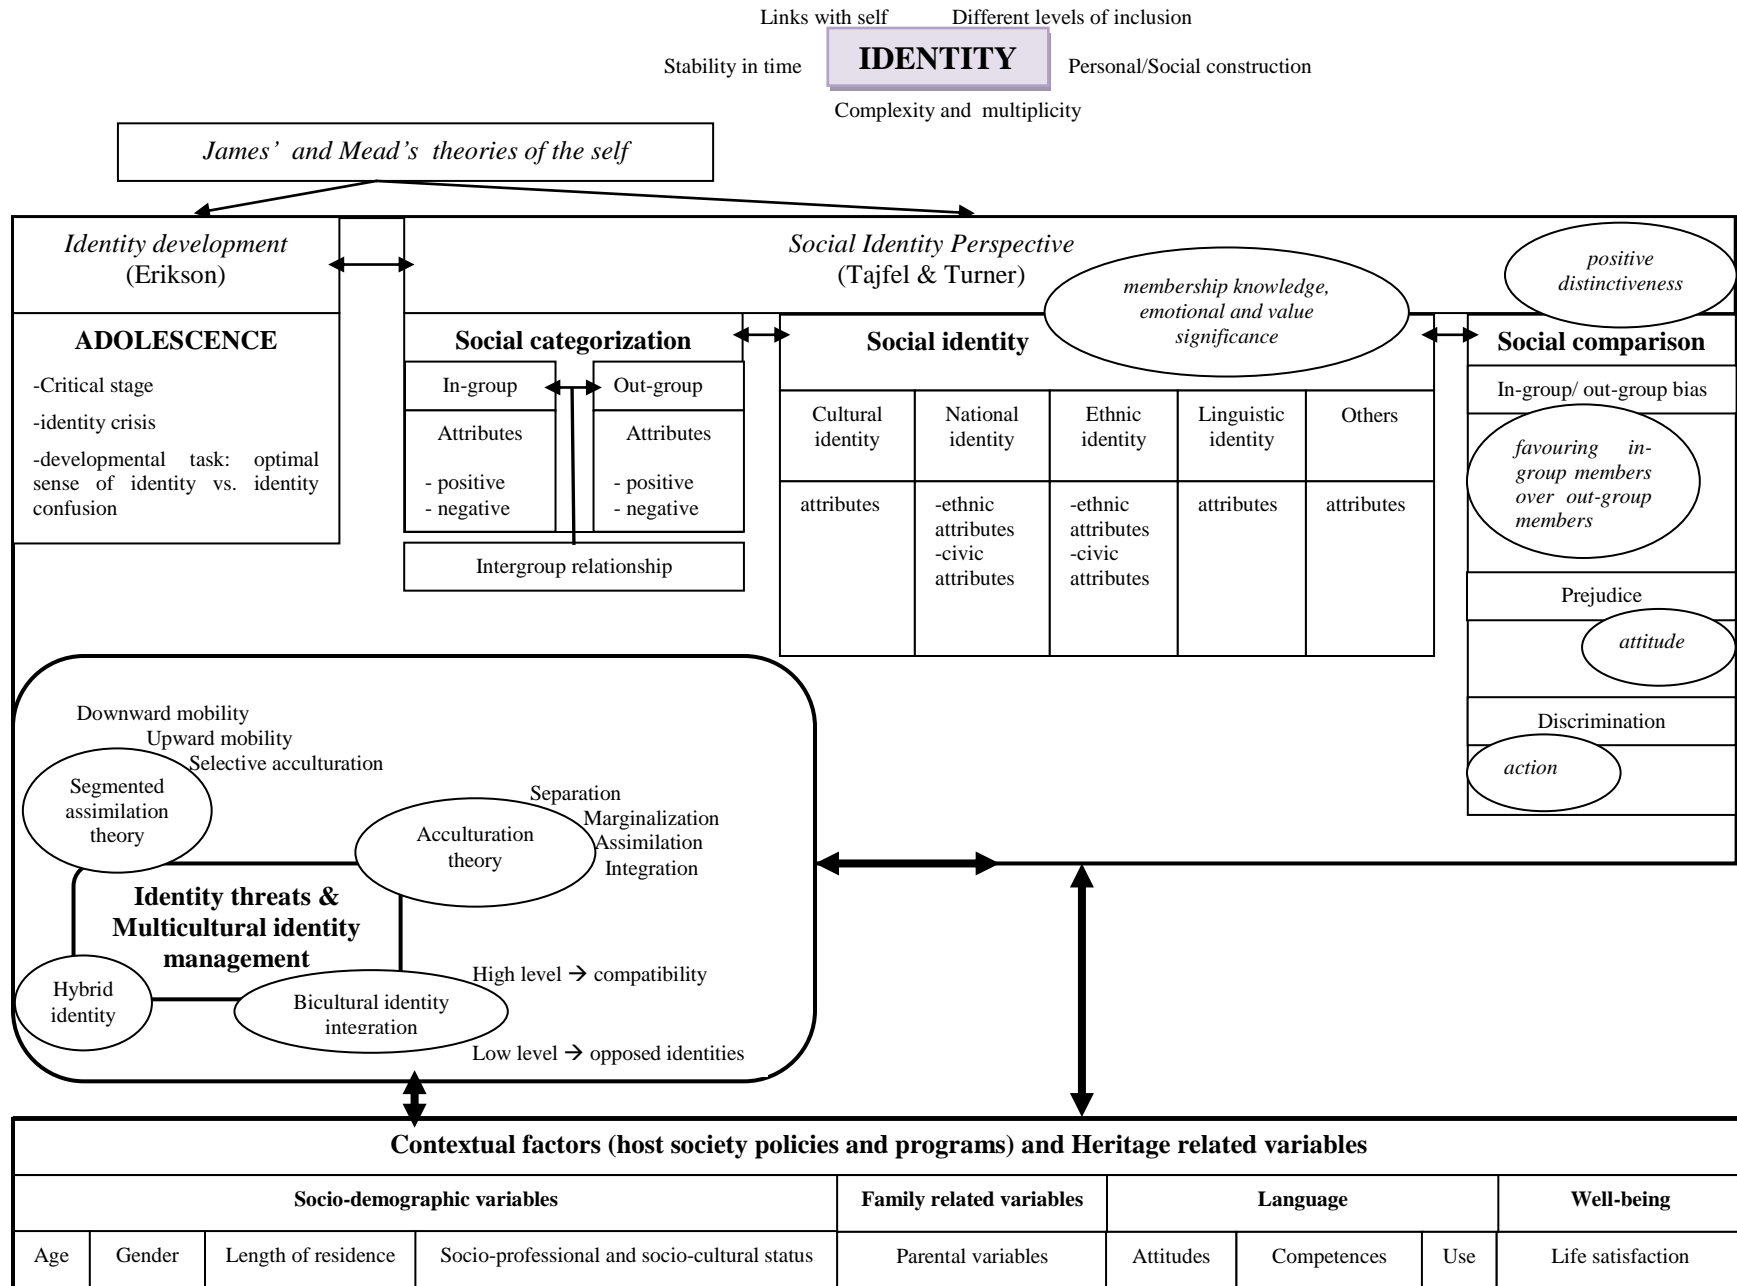 Links with self
Different levels of inclusion
Stability in time
IDENTITY
Personal/Social construction
Complexity and multiplicity
James’ and Mead’s theories of the self
Identity development
(Erikson)
Social Identity Perspective
(Tajfel & Turner)
positive
distinctiveness
membership knowledge,
emotional and value
significance
ADOLESCENCE
-Critical stage
-identity crisis
-developmental task: optimal
sense of identity vs. identity
confusion
Social categorization
In-group
Out-group
Attributes
- positive
- negative
Attributes
- positive
- negative
Intergroup relationship
Social identity
Cultural
identity
National
identity
Ethnic
identity
Linguistic
identity
Others
attributes
-ethnic
attributes
-civic
attributes
-ethnic
attributes
-civic
attributes
attributes
attributes
Social comparison
In-group/ out-group bias
favouring in-
group members
over out-group
members
Prejudice
attitude
Discrimination
action
Downward mobility
Upward mobility
Selective acculturation
Segmented
assimilation
theory
Separation
Marginalization
Assimilation
Integration
Acculturation
theory
Identity threats &
Multicultural identity
management
Hybrid
identity
Bicultural identity
integration
High level → compatibility
Low level → opposed identities
Contextual factors (host society policies and programs) and Heritage related variables
Socio-demographic variables
Family related variables
Language
Well-being
Age
Gender
Length of residence
Socio-professional and socio-cultural status
Parental variables
Attitudes
Competences
Use
Life satisfaction